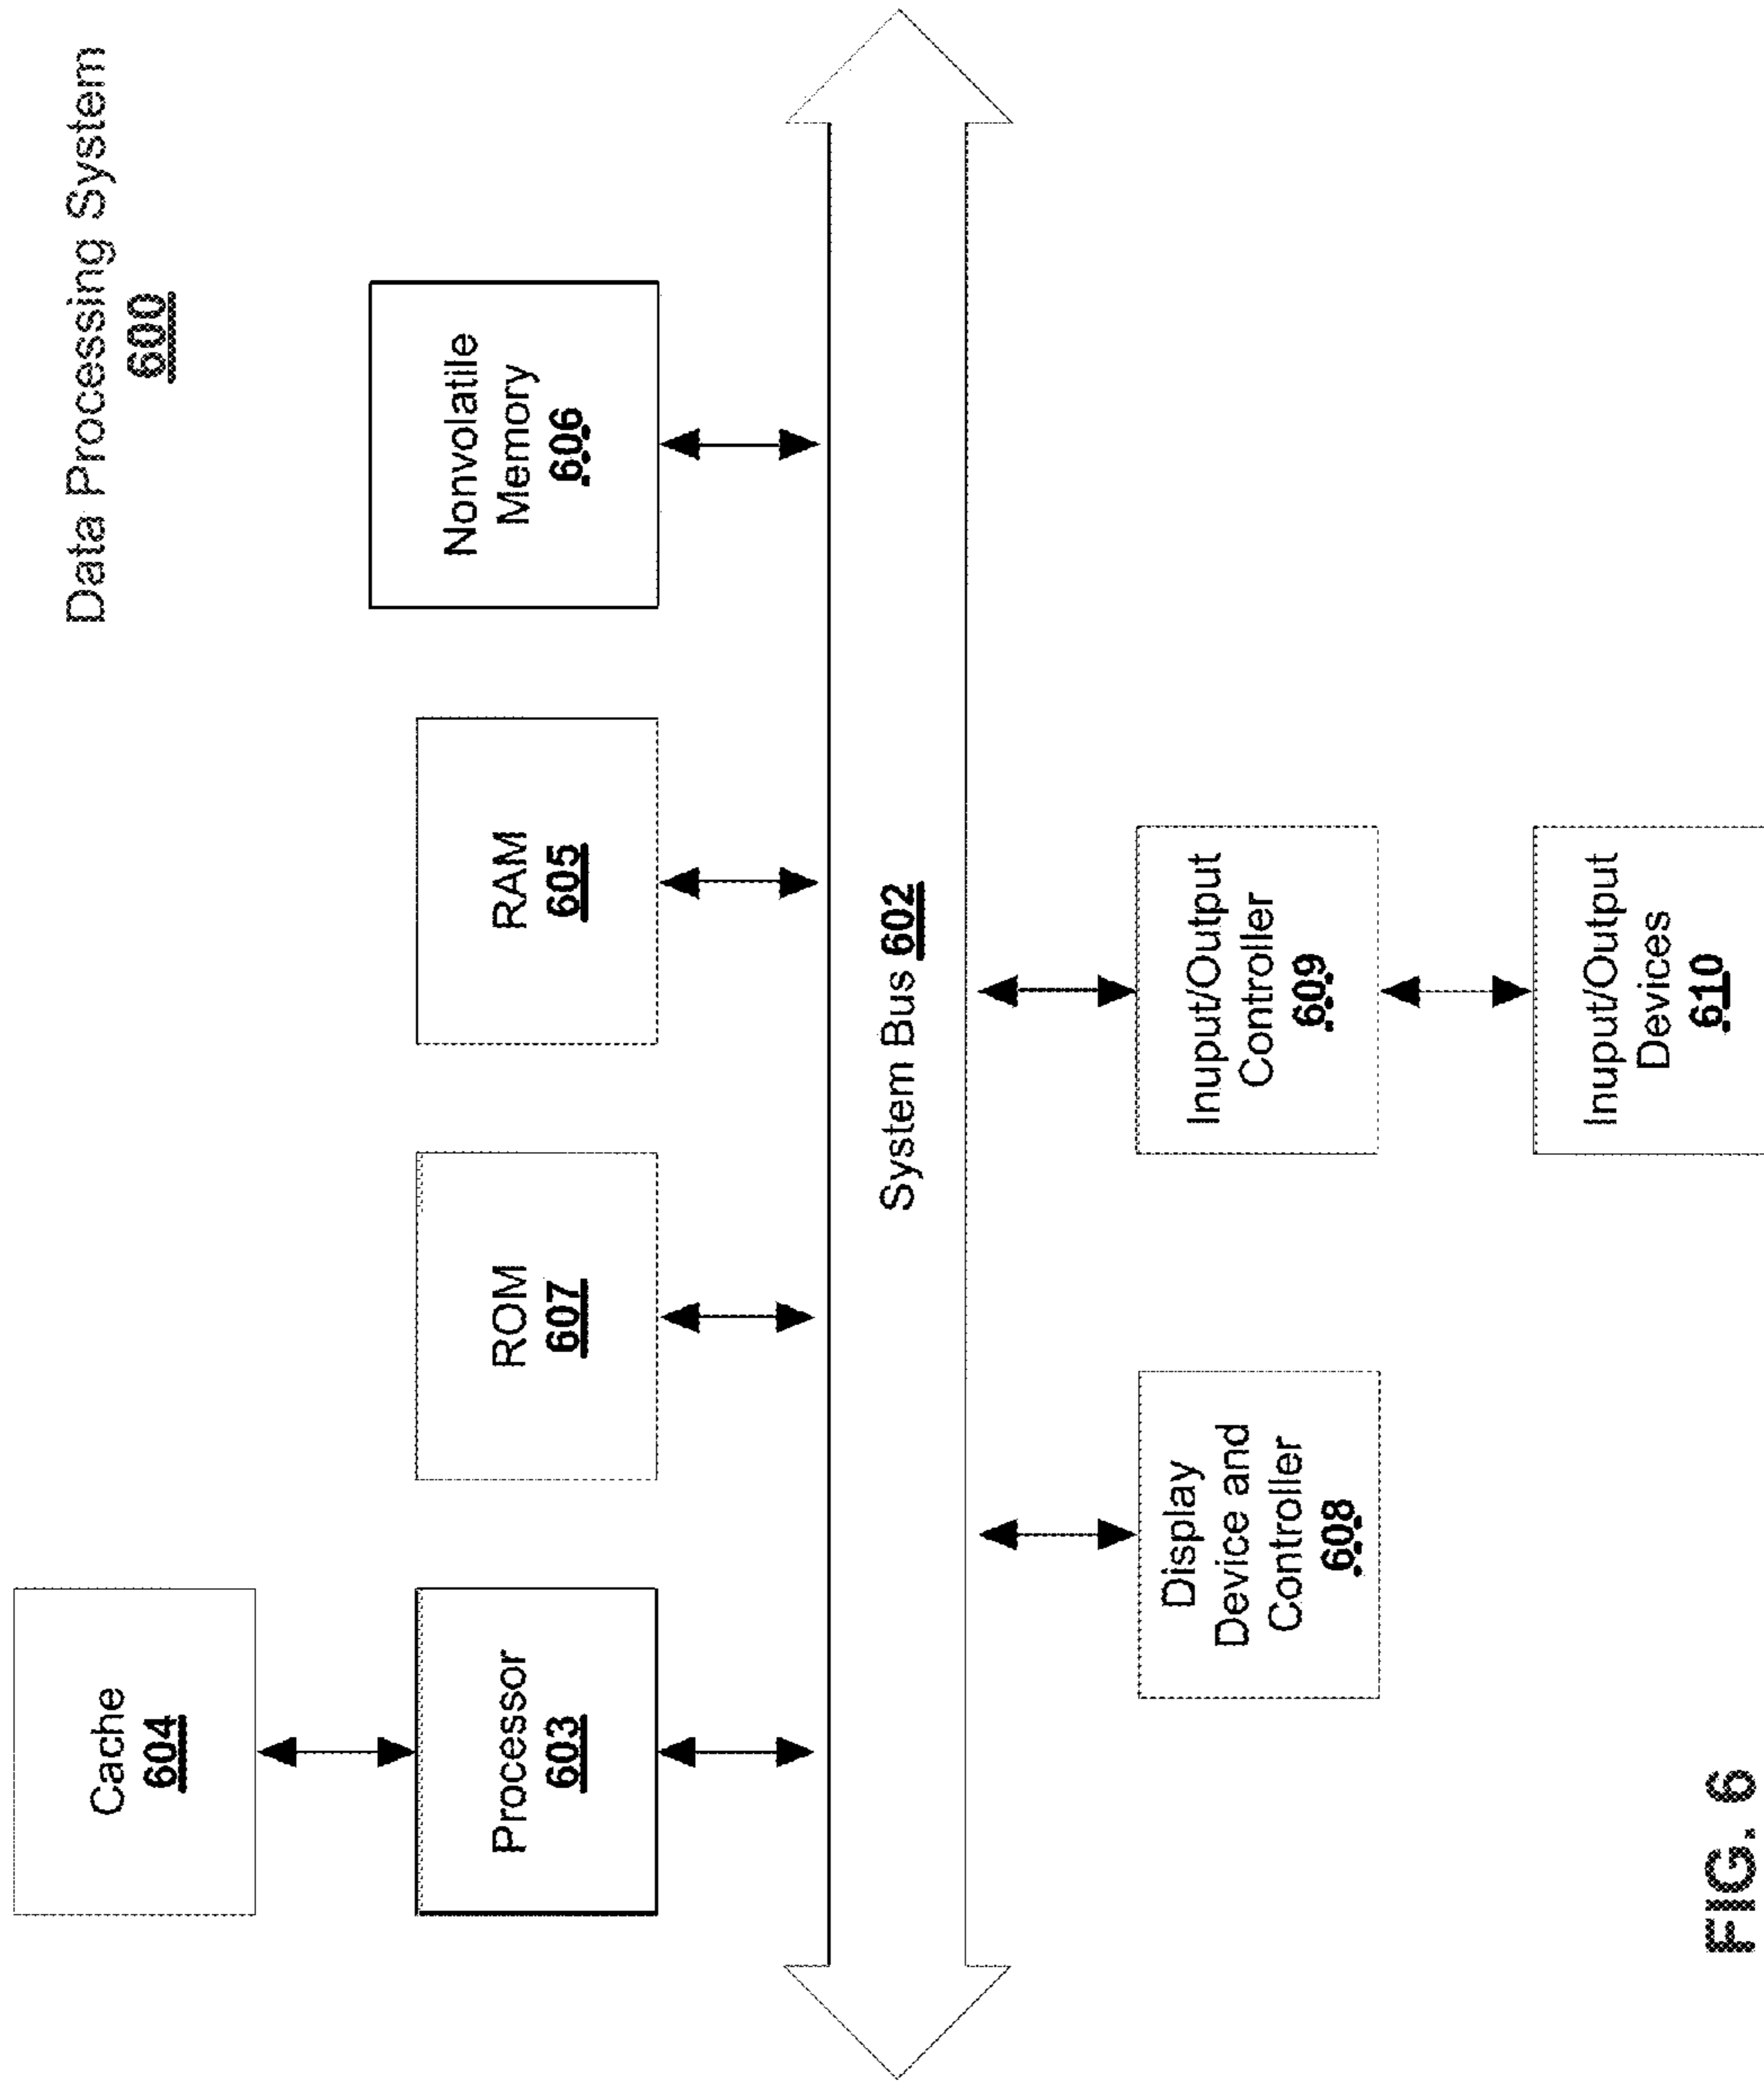 Data Processing System
600
Cache
604
Processor
603
ROM
607
RAM
605
Nonvolatile
Memory
606
System Bus 602
Display
Device and
Controller
608
Inuput/Output
Controller
609
Inuput/Output
Devices
610
FIG. 6